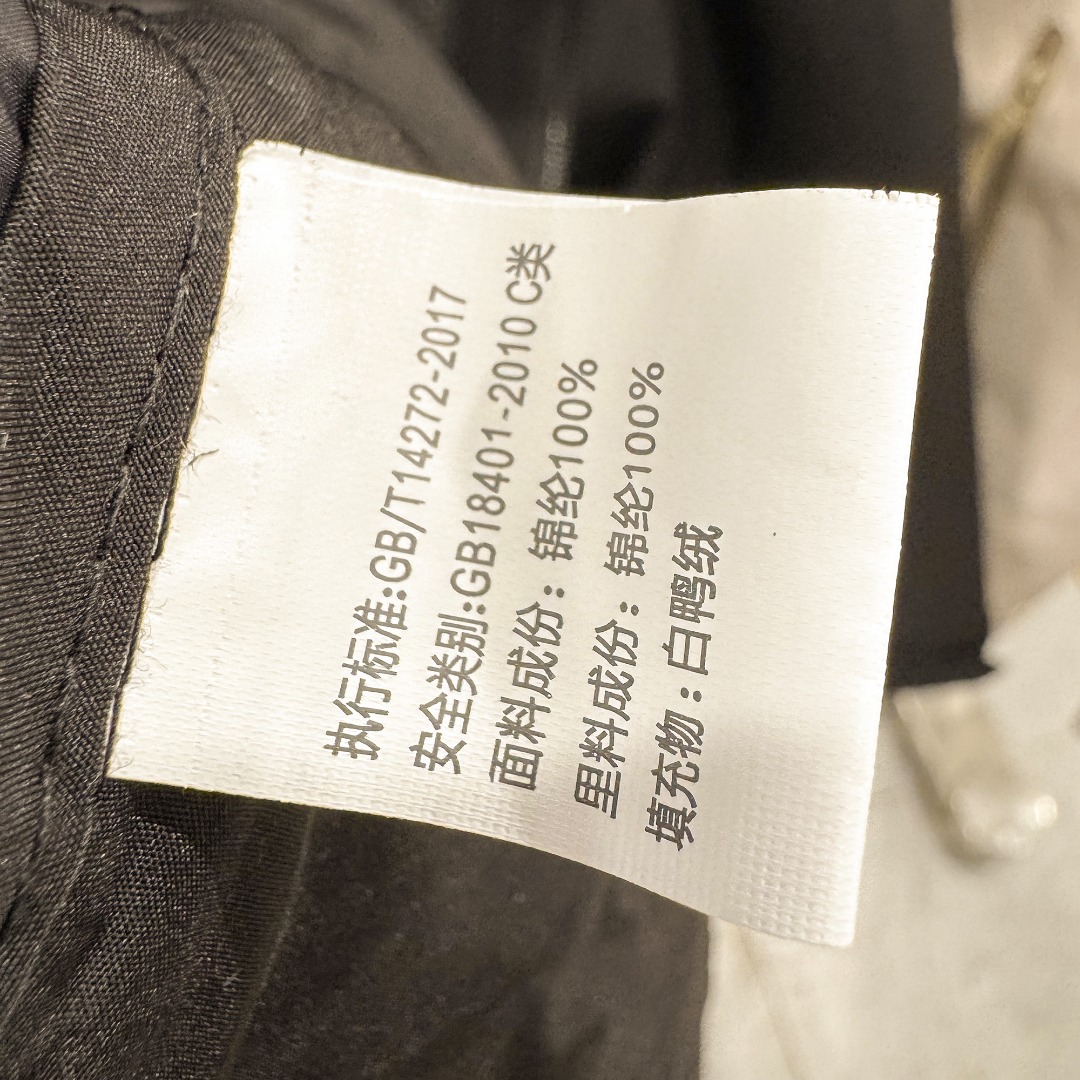 执行标准:GB/T14272-2017
安全类别:GB18401-2010 C类
面料成份：锦纶100%
里料成份：锦纶100%
填充物：白鸭绒